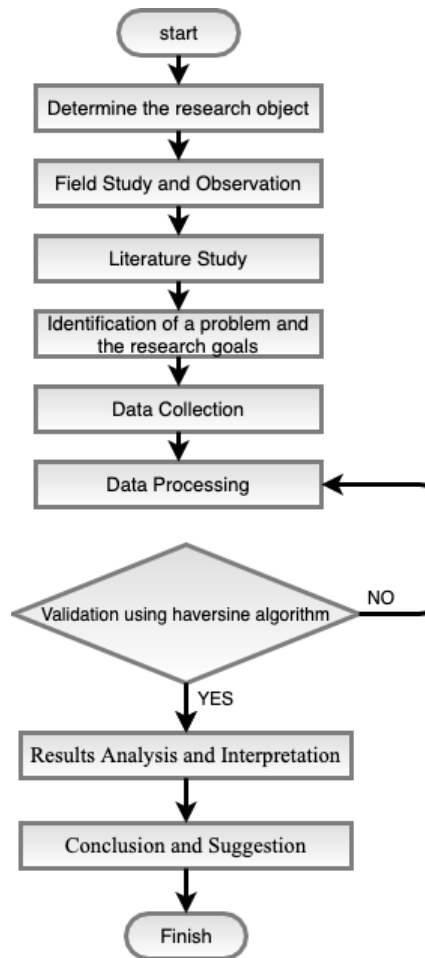 start
Determine the research object
Field Study and Observation
Literature Study
Identification of a problem and
the research goals
Data Collection
Data Processing
Validation using haversine algorithm
NO
YES
Results Analysis and Interpretation
Conclusion and Suggestion
Finish